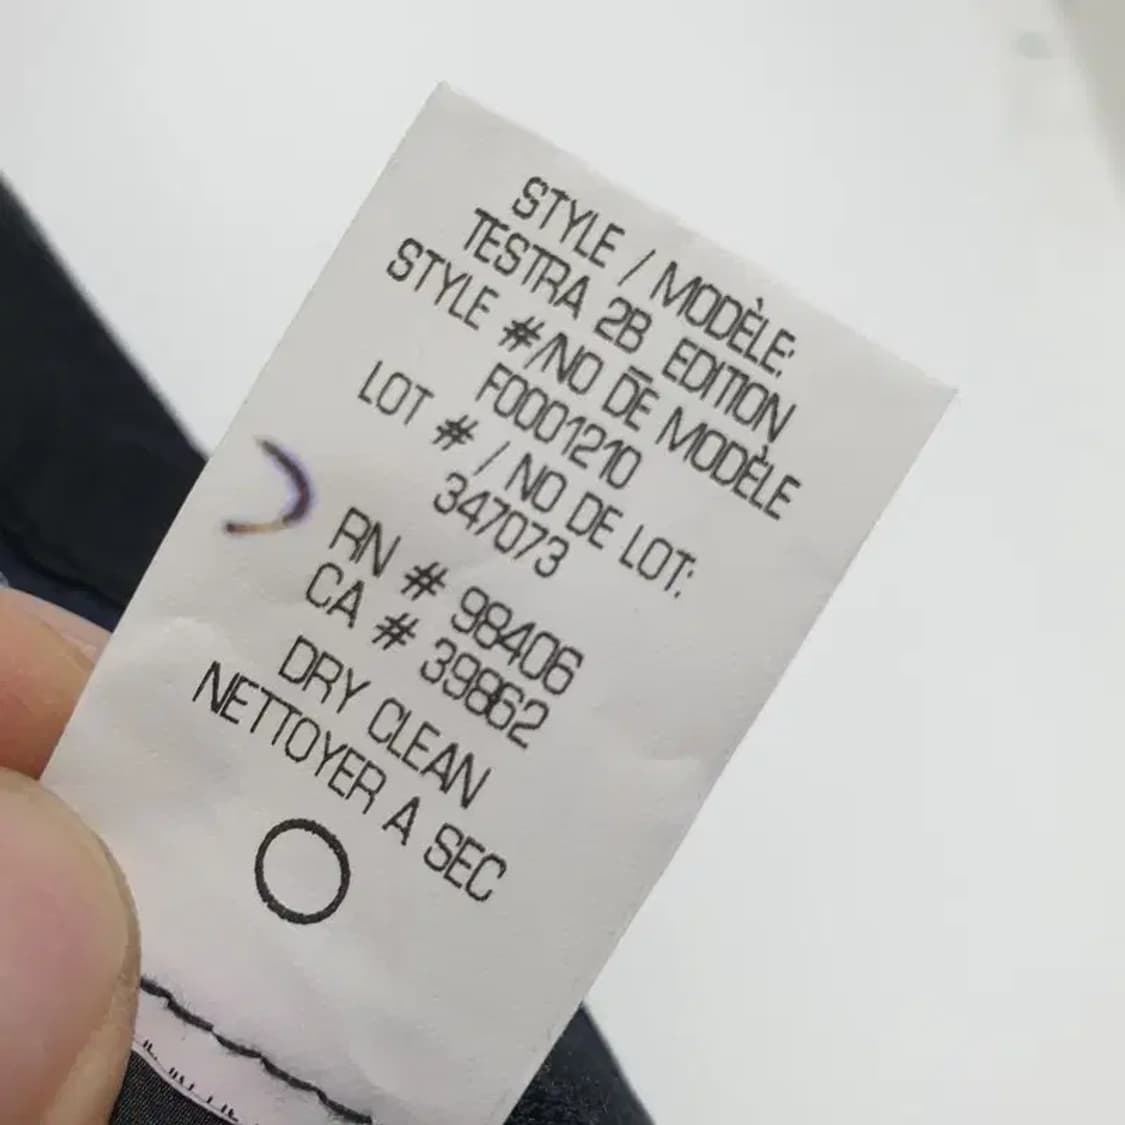 STYLE / MODÈLE:
TESTRA 2B EDITION
STYLE #/NO DE MODÈLE
F0001210
LOT # / NO DE LOT:
347073
RN # 98406
CA # 39862
DRY CLEAN
NETTOYER A SEC